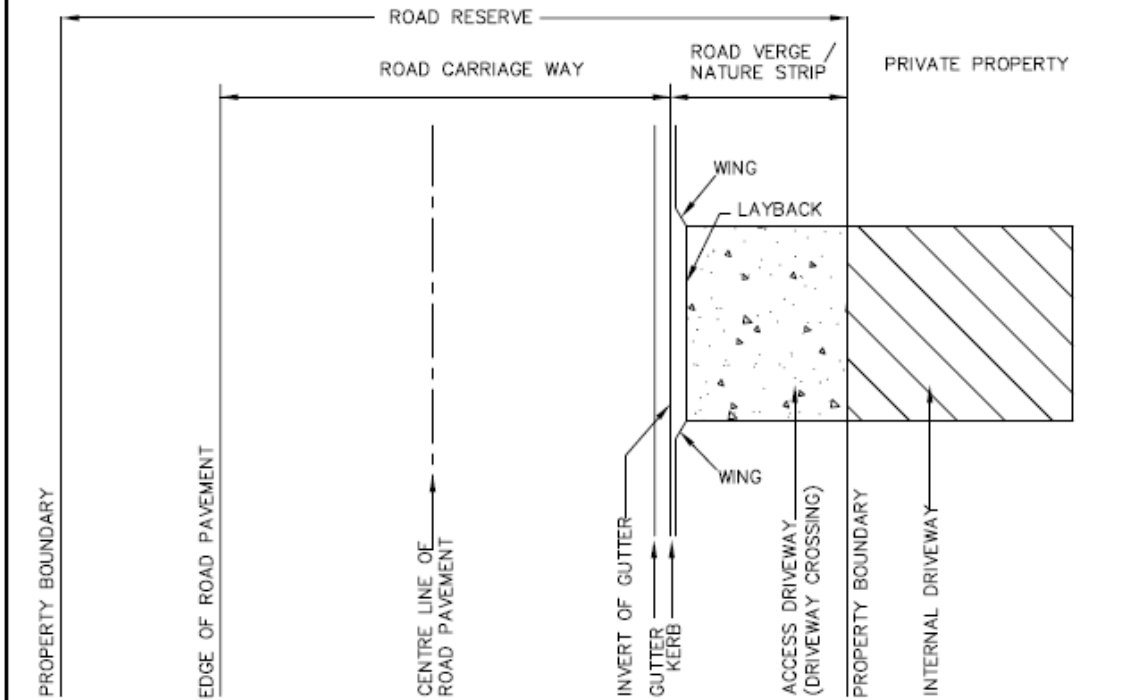 ROAD RESERVE
ROAD CARRIAGE WAY
ROAD VERGE /
NATURE STRIP
PRIVATE PROPERTY
WING
LAYBACK
WING
PROPERTY BOUNDARY
EDGE OF ROAD PAVEMENT
CENTRE LINE OF
ROAD PAVEMENT
INVERT OF GUTTER
GUTTER
KERB
ACCESS DRIVEWAY
(DRIVEWAY CROSSING)
PROPERTY BOUNDARY
INTERNAL DRIVEWAY